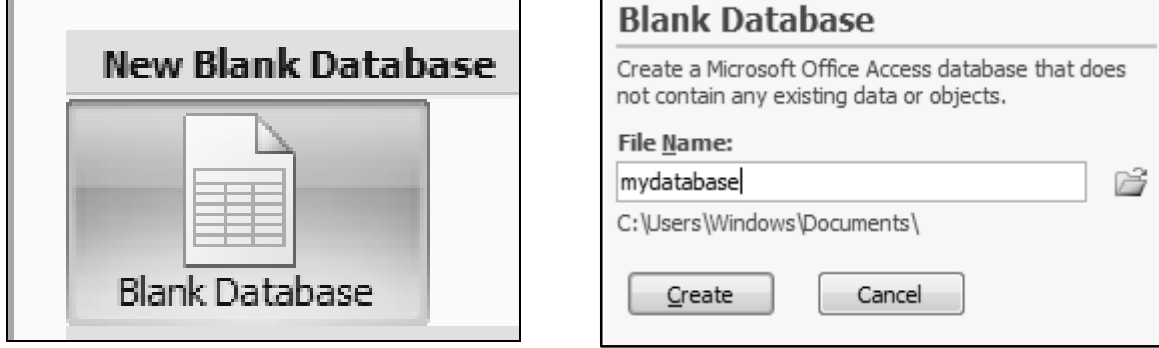 New Blank Database
Blank Database
Blank Database
Create a Microsoft Office Access database that does
not contain any existing data or objects.
File Name:
mydatabase
C:\Users\Windows\Documents\
Create
Cancel